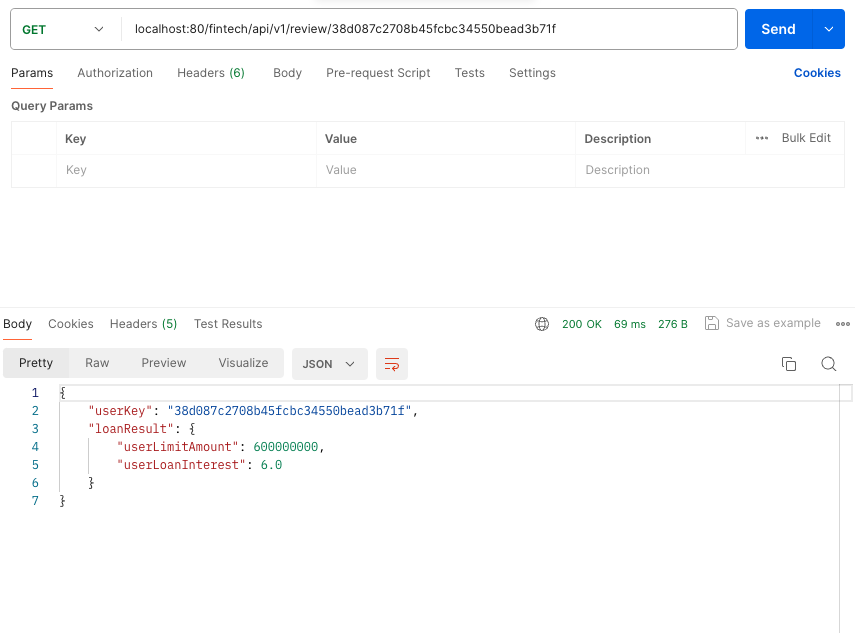 GET localhost:80/fintech/api/v1/review/38d087c2708b45fcbc34550bead3b71f Send
Params Authorization Headers (6) Body Pre-request Script Tests Settings Cookies
Query Params
Key Value Description ••• Bulk Edit
Key Value Description
Body Cookies Headers (5) Test Results 200 OK 69 ms 276 B Save as example •••
Pretty Raw Preview Visualize JSON
1 {
2 "userKey": "38d087c2708b45fcbc34550bead3b71f",
3 "loanResult": {
4 "userLimitAmount": 600000000,
5 "userLoanInterest": 6.0
6 }
7 }